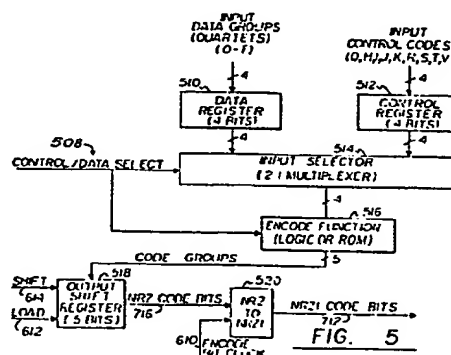 INPUT
DATA GROUPS
(QUARTETS)
(0-F)
INPUT
CONTROL CODES
(Q,H),J,K,R,S,T,V
510
4
512
4
DATA
REGISTER
(4 BITS)
CONTROL
REGISTER
(4 BITS)
508
4
514
4
CONTROL/DATA SELECT
INPUT SELECTOR
(2:1 MULTIPLEXER)
4
516
ENCODE FUNCTION
(LOGIC OR ROM)
CODE GROUPS
5
518
520
SHIFT
614
LOAD
612
OUTPUT
SHIFT
REGISTER
(5 BITS)
NRZ CODE BITS
716
NRZ
TO
NRZI
NRZI CODE BITS
712
610
ENCODE
FIG. 5